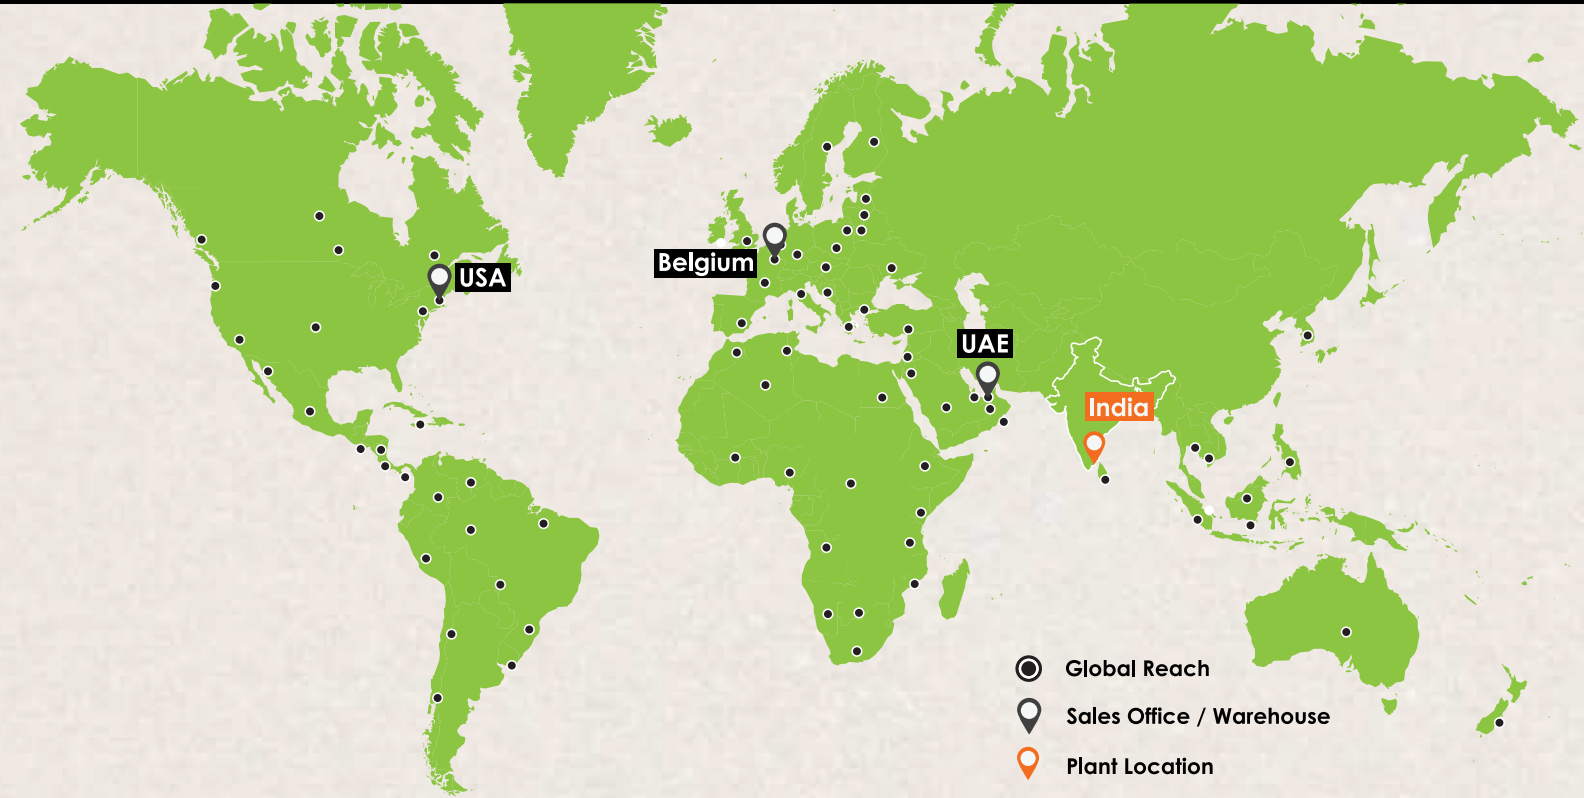 USA
Belgium
UAE
India
Global Reach
Sales Office / Warehouse
Plant Location